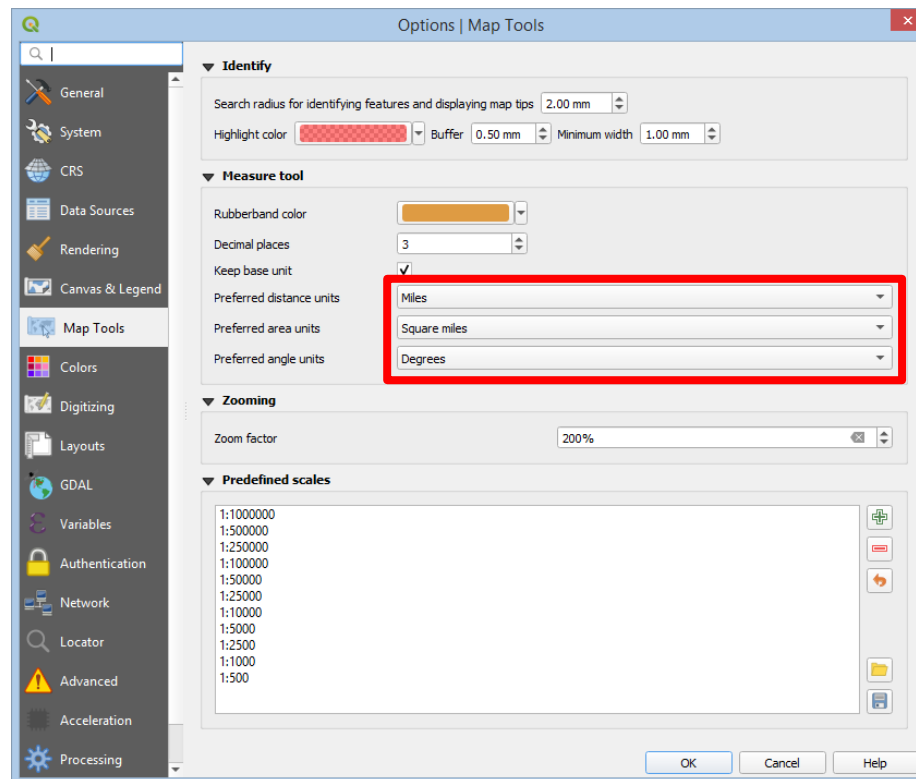 Options | Map Tools
General
System
CRS
Data Sources
Rendering
Canvas & Legend
Map Tools
Colors
Digitizing
Layouts
GDAL
Variables
Authentication
Network
Locator
Advanced
Acceleration
Processing
Identify
Search radius for identifying features and displaying map tips 2.00 mm
Highlight color Buffer 0.50 mm Minimum width 1.00 mm
Measure tool
Rubberband color
Decimal places 3
Keep base unit
Preferred distance units Miles
Preferred area units Square miles
Preferred angle units Degrees
Zooming
Zoom factor 200%
Predefined scales
1:1000000
1:500000
1:250000
1:100000
1:50000
1:25000
1:10000
1:5000
1:2500
1:1000
1:500
OK Cancel Help